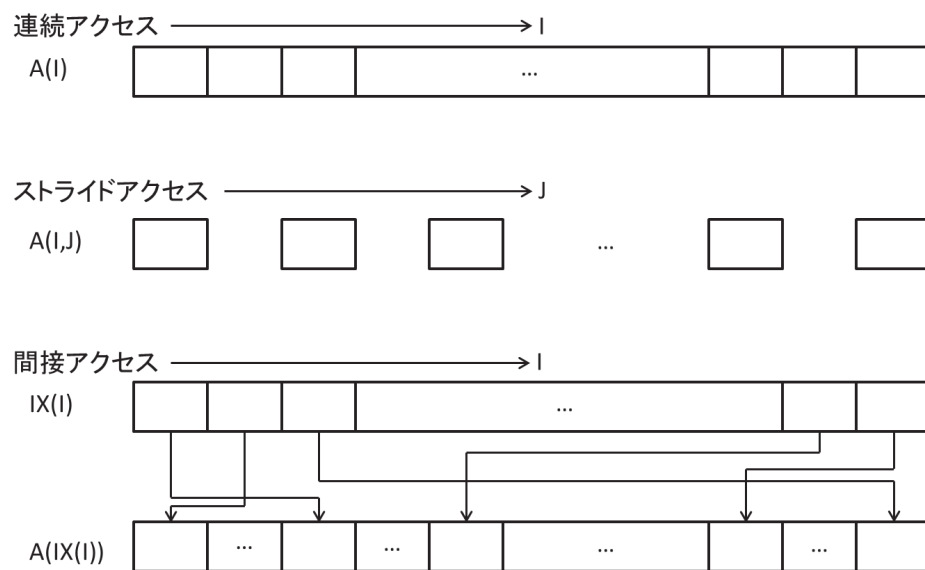 連続アクセス I
A(I) ...
ストライドアクセス J
A(I,J) ...
間接アクセス I
IX(I) ...
A(IX(I)) ... ... ... ...